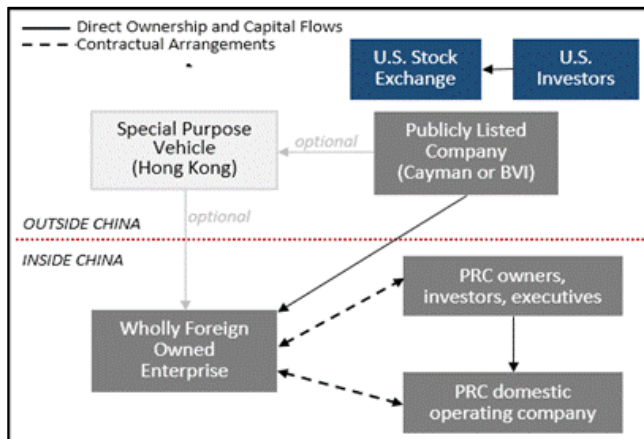 Direct Ownership and Capital Flows
Contractual Arrangements
U.S. Stock
Exchange
U.S.
Investors
Special Purpose
Vehicle
(Hong Kong)
optional
Publicly Listed
Company
(Cayman or BVI)
optional
OUTSIDE CHINA
INSIDE CHINA
PRC owners,
investors, executives
Wholly Foreign
Owned
Enterprise
PRC domestic
operating company